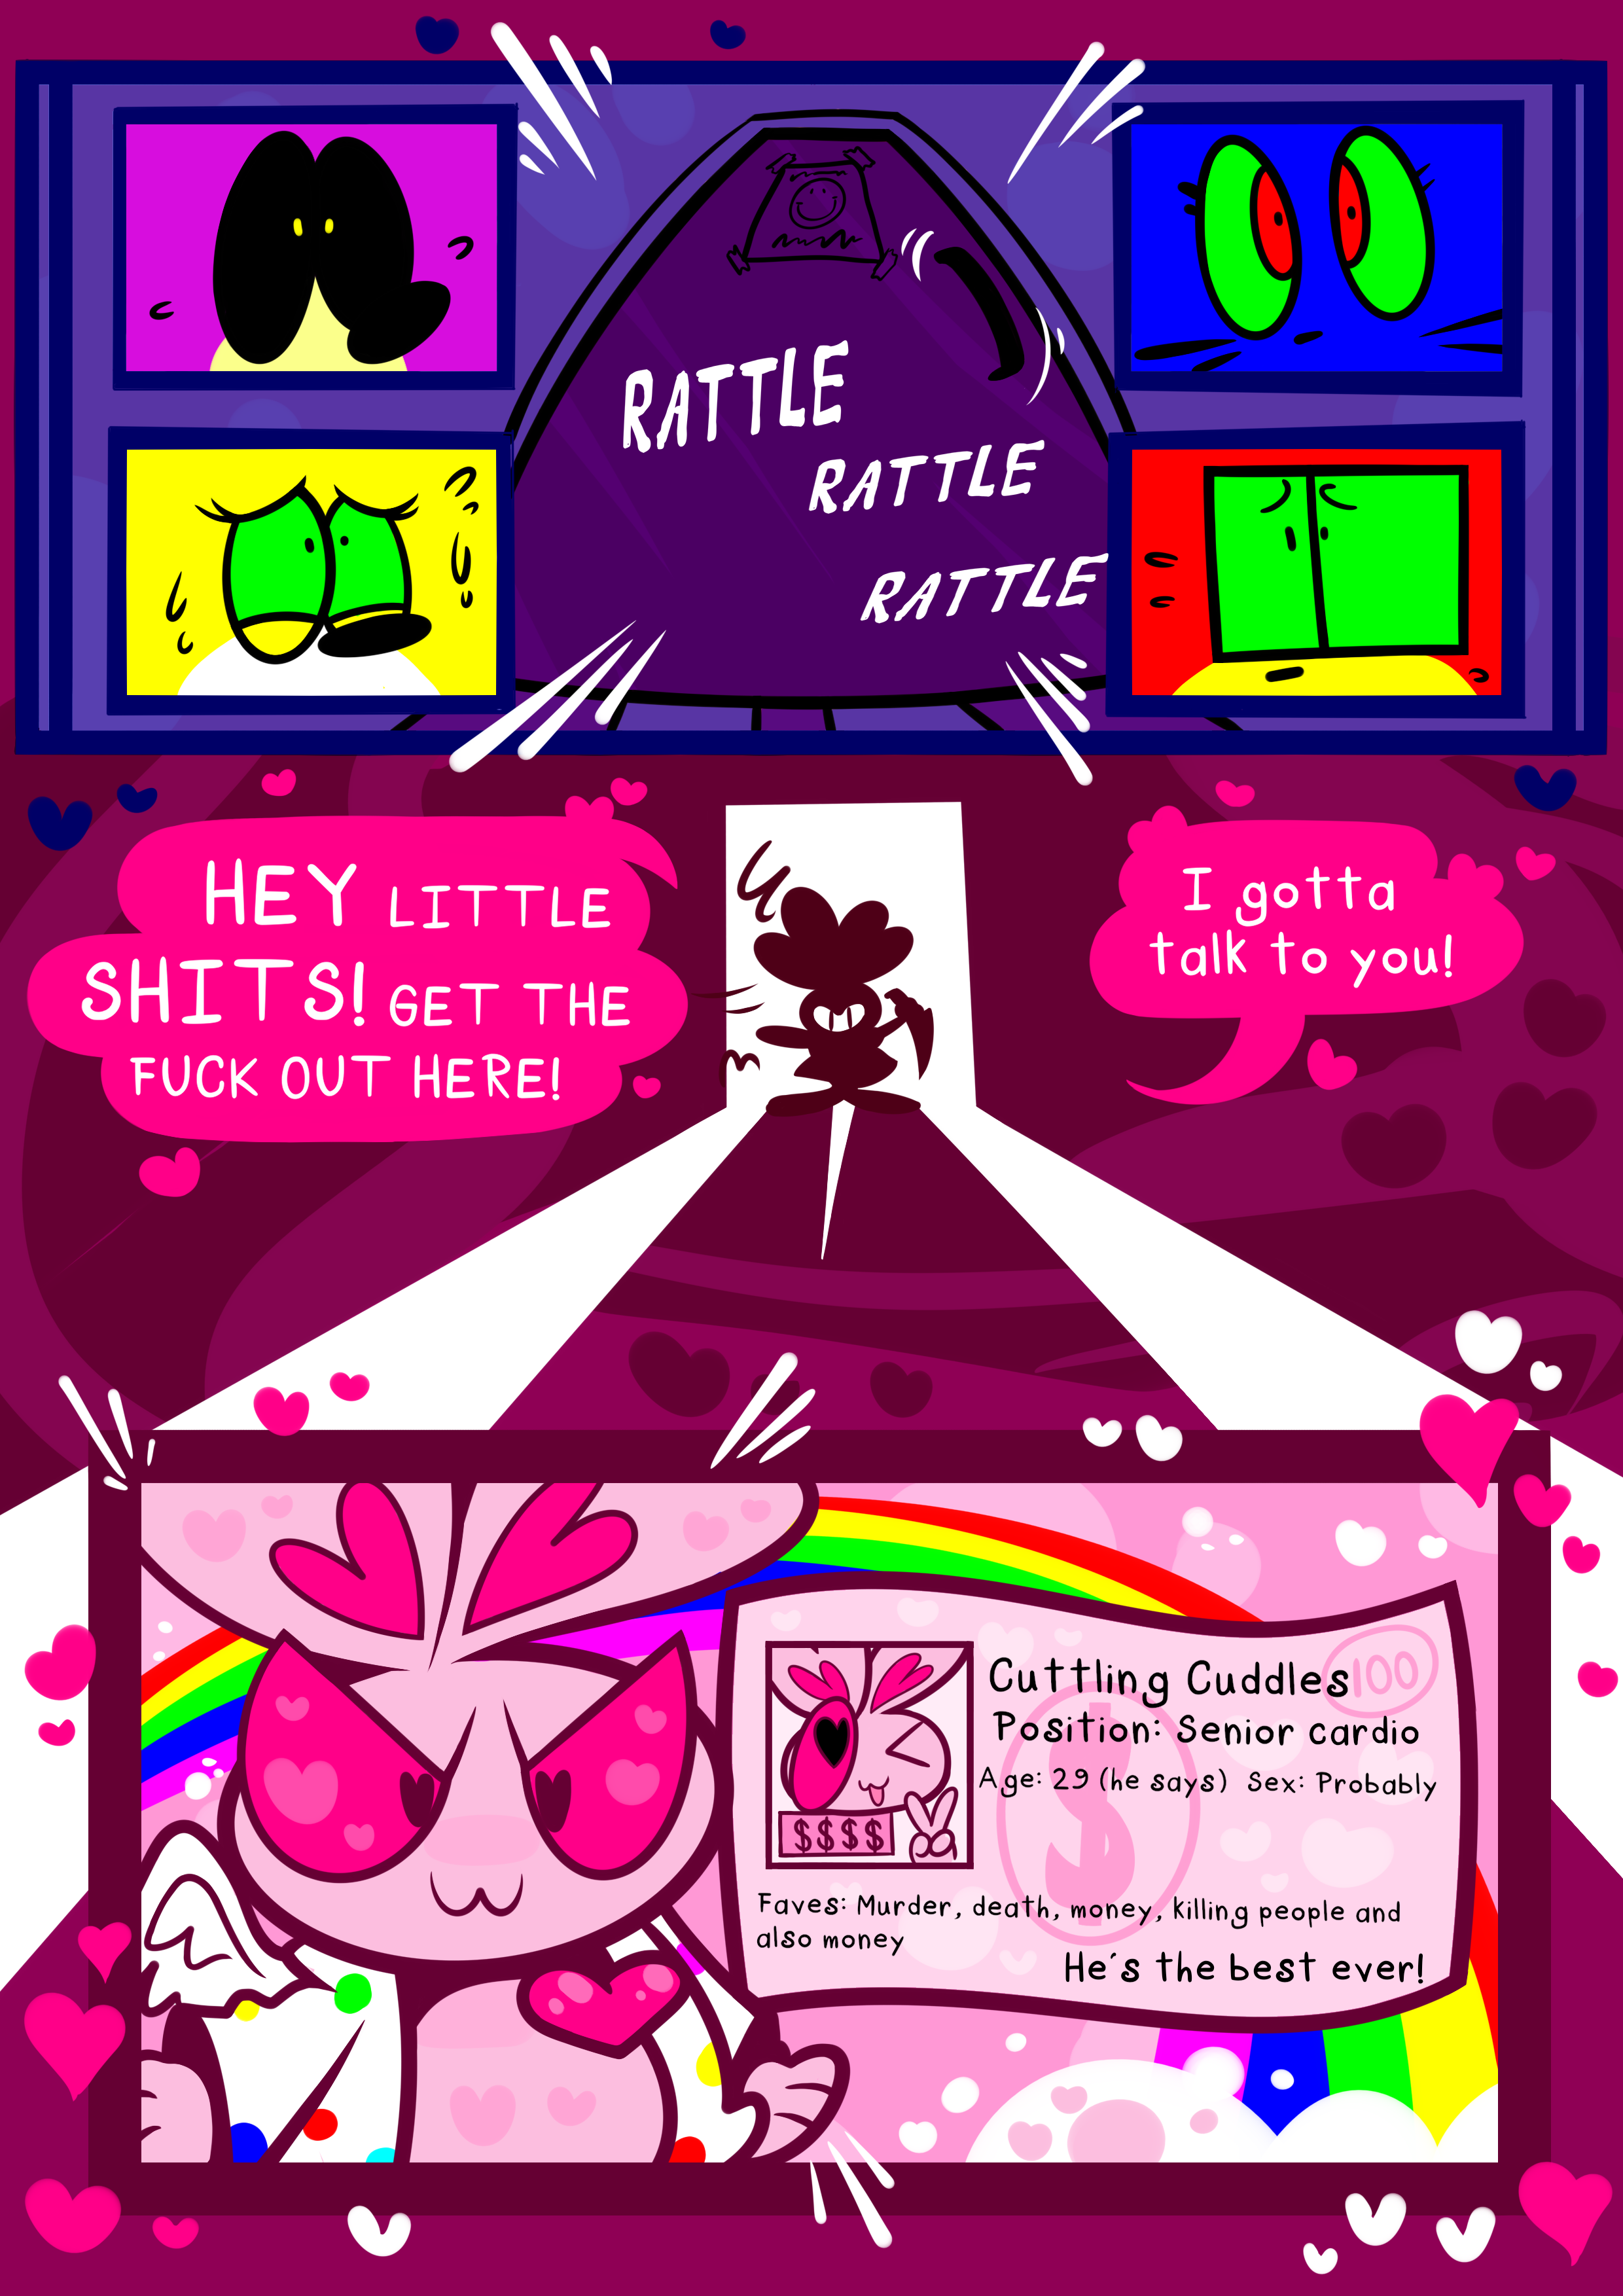 RATTLE
RATTLE
RATTLE
HEY LITTLE
SHITS! GET THE
FUCK OUT HERE!
I gotta
talk to you!
Cuttling Cuddles
100
Position: Senior cardio
Age: 29 (he says) Sex: Probably
$
$$$$
Faves: Murder, death, money, killing people and
also money
He's the best ever!